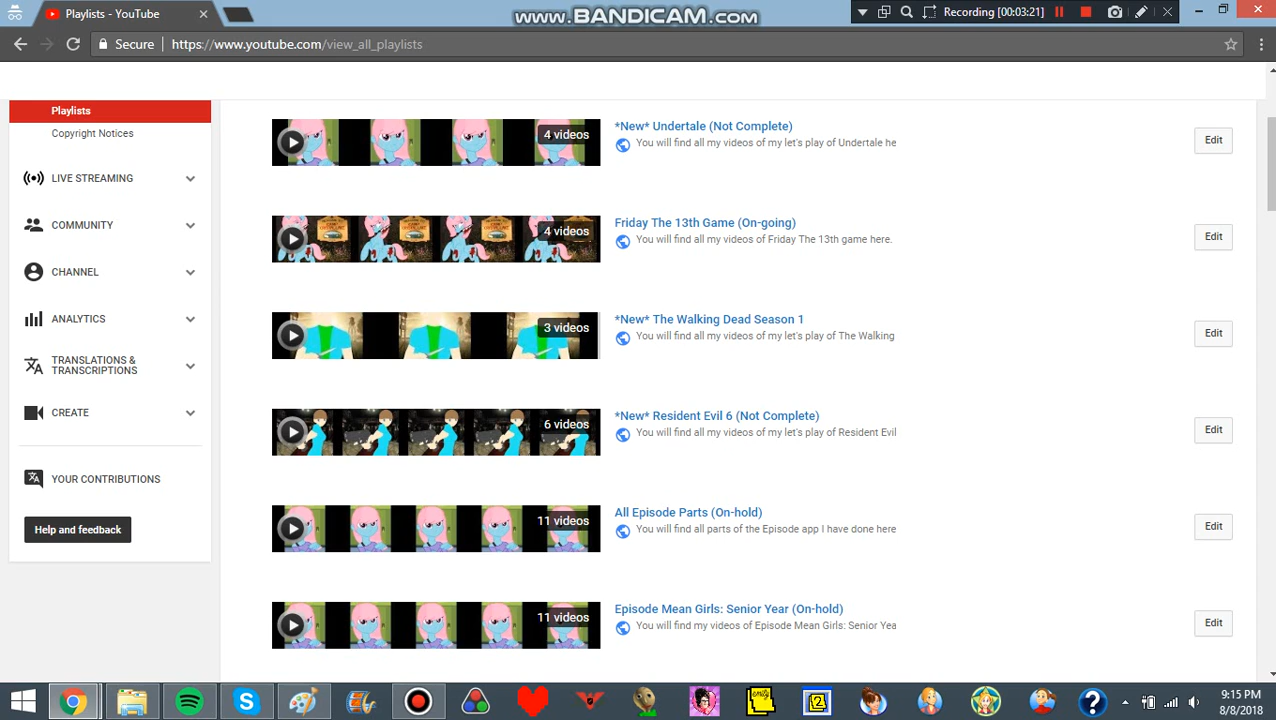 Playlists - YouTube
www.BANDICAM.com
Recording [00:03:21]
Secure
https://www.youtube.com/view_all_playlists
Playlists
Copyright Notices
LIVE STREAMING
COMMUNITY
CHANNEL
ANALYTICS
TRANSLATIONS &
TRANSCRIPTIONS
CREATE
YOUR CONTRIBUTIONS
Help and feedback
4 videos
*New* Undertale (Not Complete)
You will find all my videos of my let's play of Undertale he
Edit
4 videos
Friday The 13th Game (On-going)
You will find all my videos of Friday The 13th game here.
Edit
3 videos
*New* The Walking Dead Season 1
You will find all my videos of my let's play of The Walking
Edit
6 videos
*New* Resident Evil 6 (Not Complete)
You will find all my videos of my let's play of Resident Evil
Edit
11 videos
All Episode Parts (On-hold)
You will find all parts of the Episode app I have done here
Edit
11 videos
Episode Mean Girls: Senior Year (On-hold)
You will find my videos of Episode Mean Girls: Senior Yea
Edit
9:15 PM
8/8/2018